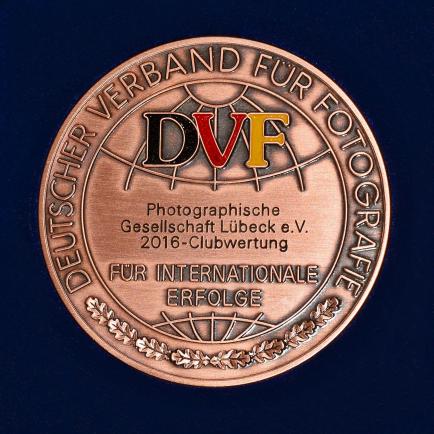 DEUTSCHER VERBAND FÜR FOTOGRAFIE
DVF
Photographische
Gesellschaft Lübeck e.V.
2016-Clubwertung
FÜR INTERNATIONALE
ERFOLGE